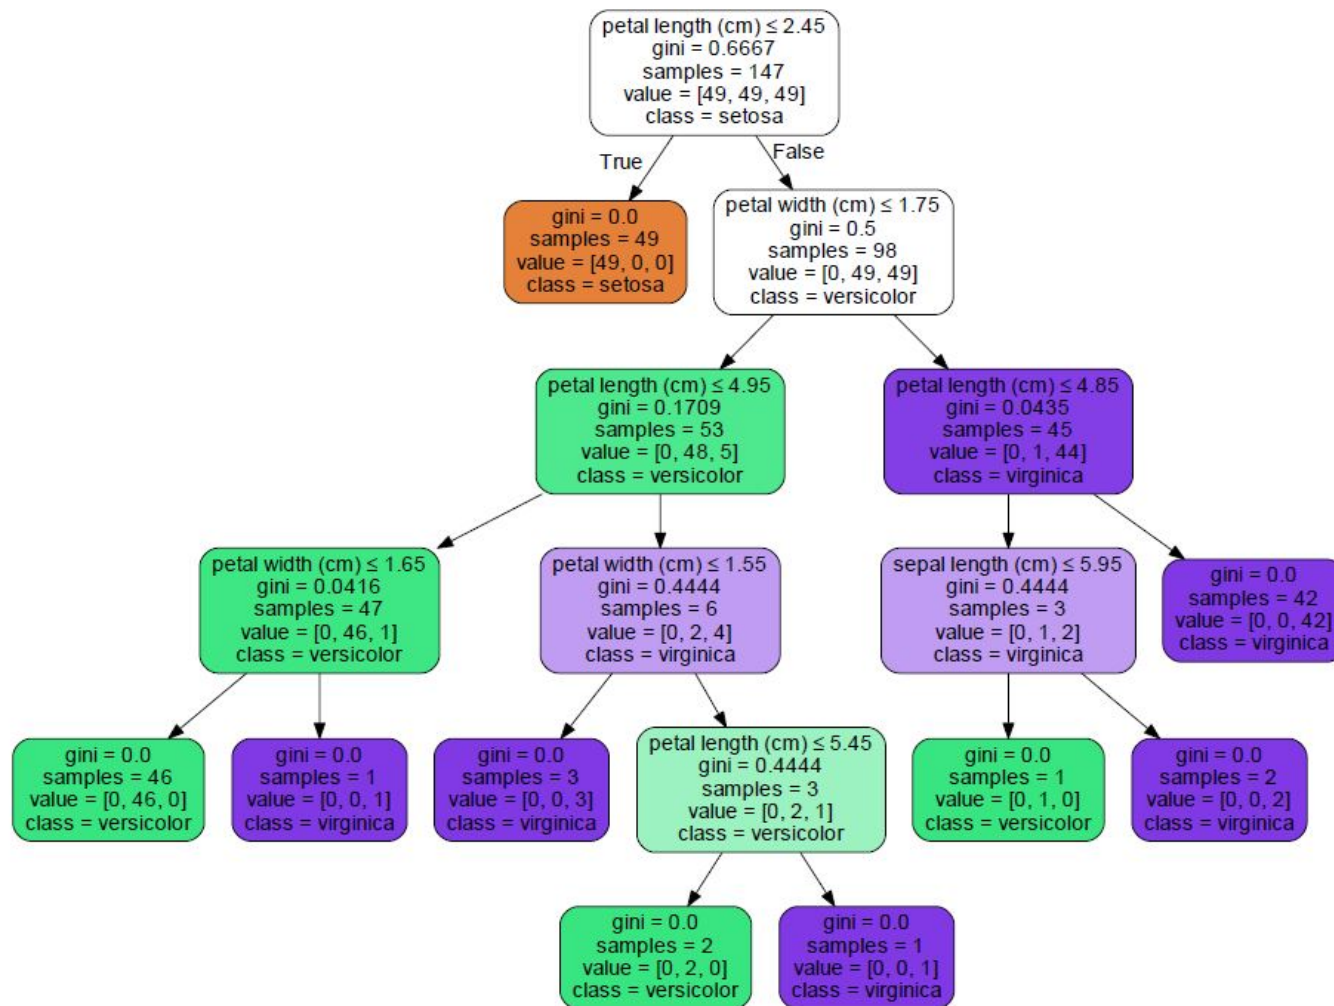 petal length (cm) ≤ 2.45
gini = 0.6667
samples = 147
value = [49, 49, 49]
class = setosa
True
False
gini = 0.0
samples = 49
value = [49, 0, 0]
class = setosa
petal width (cm) ≤ 1.75
gini = 0.5
samples = 98
value = [0, 49, 49]
class = versicolor
petal length (cm) ≤ 4.95
gini = 0.1709
samples = 53
value = [0, 48, 5]
class = versicolor
petal length (cm) ≤ 4.85
gini = 0.0435
samples = 45
value = [0, 1, 44]
class = virginica
petal width (cm) ≤ 1.65
gini = 0.0416
samples = 47
value = [0, 46, 1]
class = versicolor
petal width (cm) ≤ 1.55
gini = 0.4444
samples = 6
value = [0, 2, 4]
class = virginica
sepal length (cm) ≤ 5.95
gini = 0.4444
samples = 3
value = [0, 1, 2]
class = virginica
gini = 0.0
samples = 42
value = [0, 0, 42]
class = virginica
gini = 0.0
samples = 46
value = [0, 46, 0]
class = versicolor
gini = 0.0
samples = 1
value = [0, 0, 1]
class = virginica
gini = 0.0
samples = 3
value = [0, 0, 3]
class = virginica
petal length (cm) ≤ 5.45
gini = 0.4444
samples = 3
value = [0, 2, 1]
class = versicolor
gini = 0.0
samples = 1
value = [0, 1, 0]
class = versicolor
gini = 0.0
samples = 2
value = [0, 0, 2]
class = virginica
gini = 0.0
samples = 2
value = [0, 2, 0]
class = versicolor
gini = 0.0
samples = 1
value = [0, 0, 1]
class = virginica